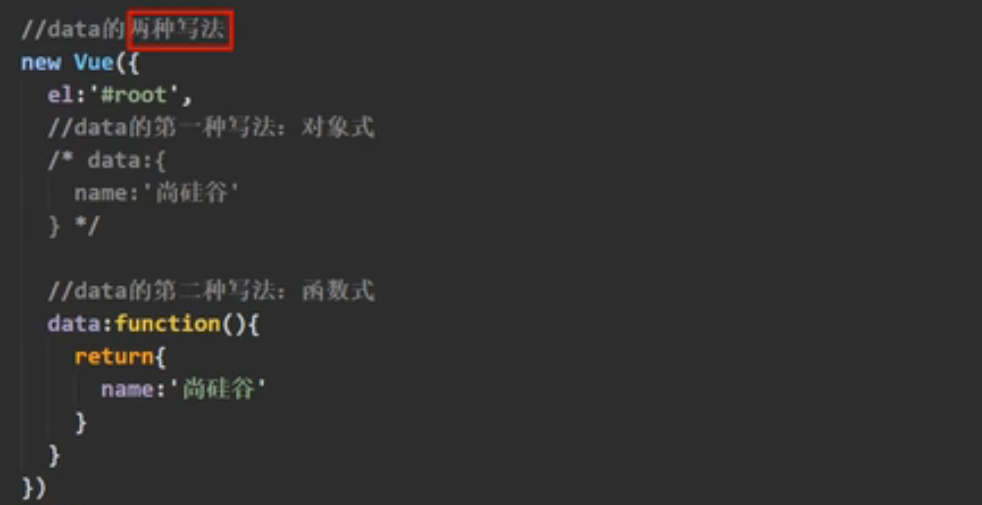 //data的两种写法
new Vue({
el:'#root',
//data的第一种写法：对象式
/* data:{
name:'尚硅谷'
} */
//data的第二种写法：函数式
data:function(){
return{
name:'尚硅谷'
}
}
})